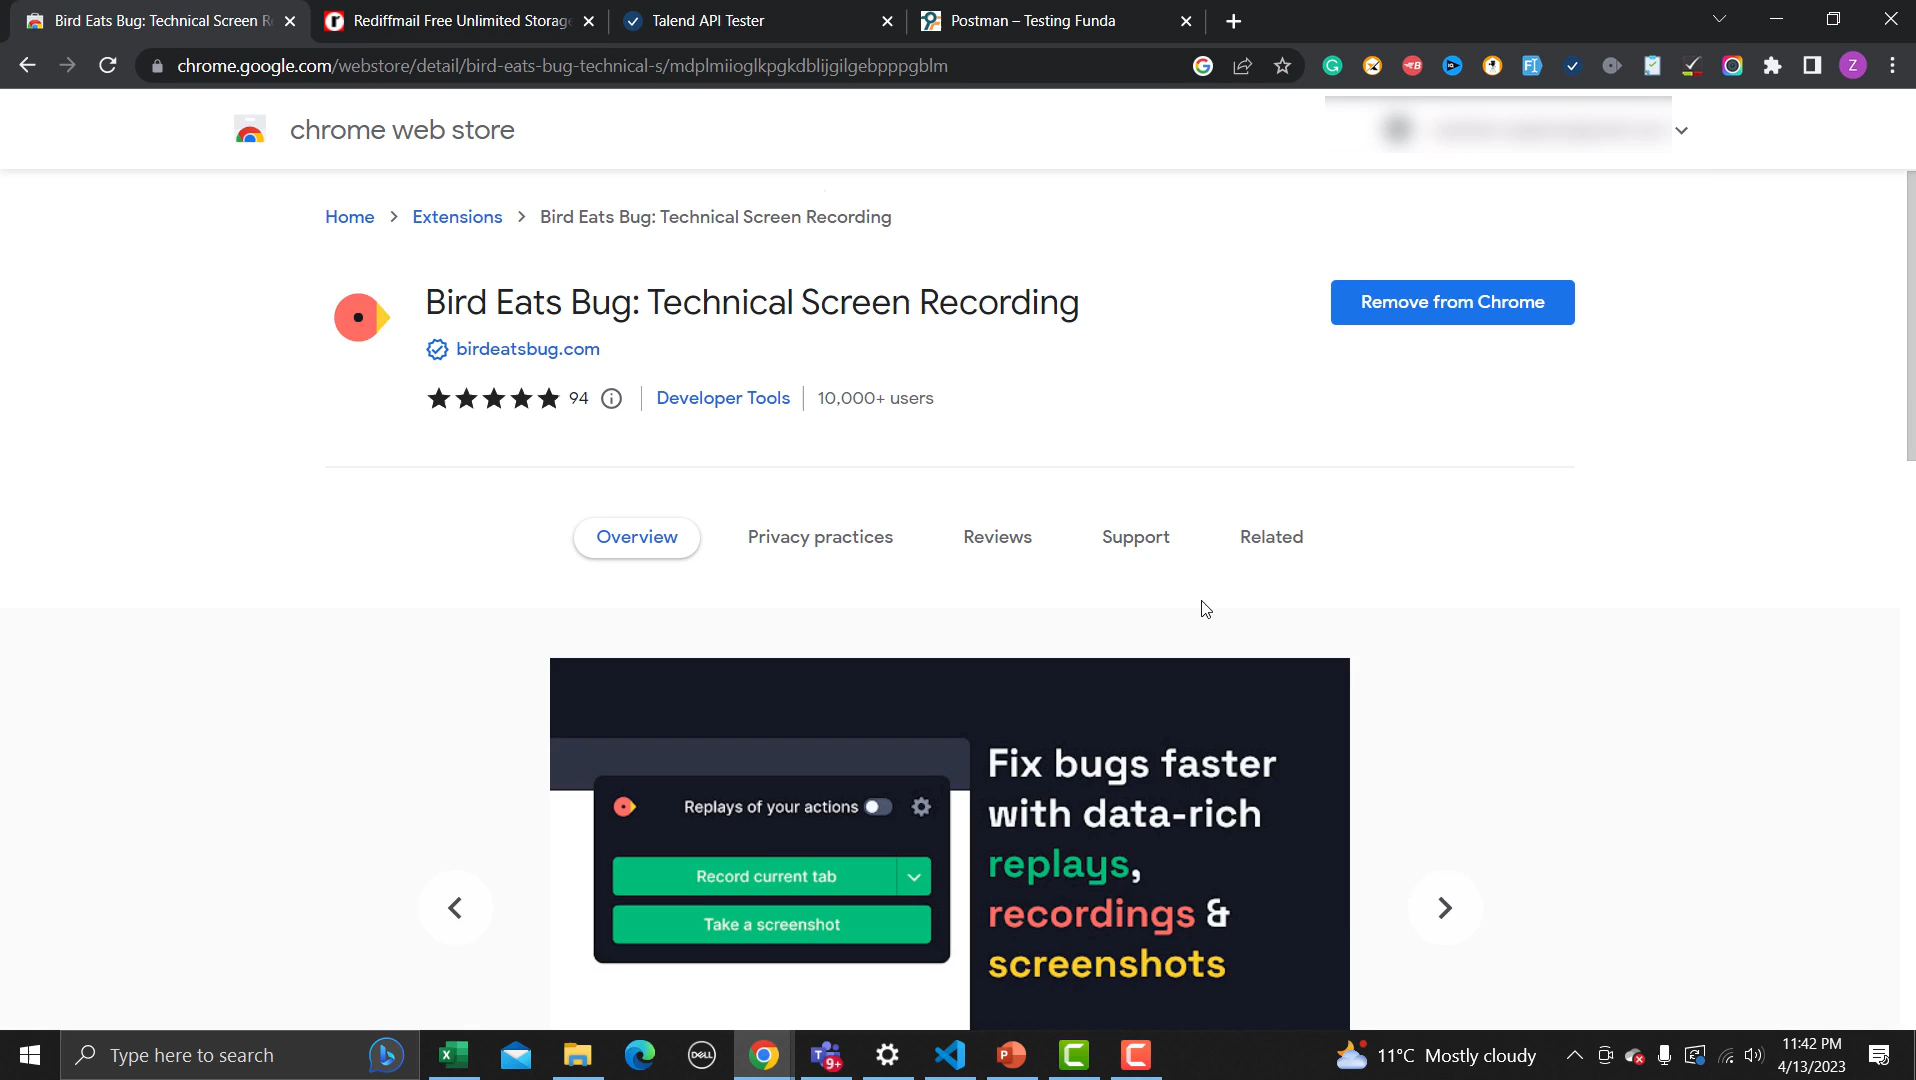 Bird Eats Bug: Technical Screen R
Rediffmail Free Unlimited Storag
Talend API Tester
Postman – Testing Funda
chrome.google.com/webstore/detail/bird-eats-bug-technical-s/mdplmiioglkpgkdblijgilgebpppgblm
Z
chrome web store
Home > Extensions > Bird Eats Bug: Technical Screen Recording
Bird Eats Bug: Technical Screen Recording
Remove from Chrome
birdeatsbug.com
94
Developer Tools
10,000+ users
Overview
Privacy practices
Reviews
Support
Related
Replays of your actions
Record current tab
Take a screenshot
Fix bugs faster
with data-rich
replays,
recordings &
screenshots
Type here to search
DELL
9+
11°C Mostly cloudy
11:42 PM
4/13/2023